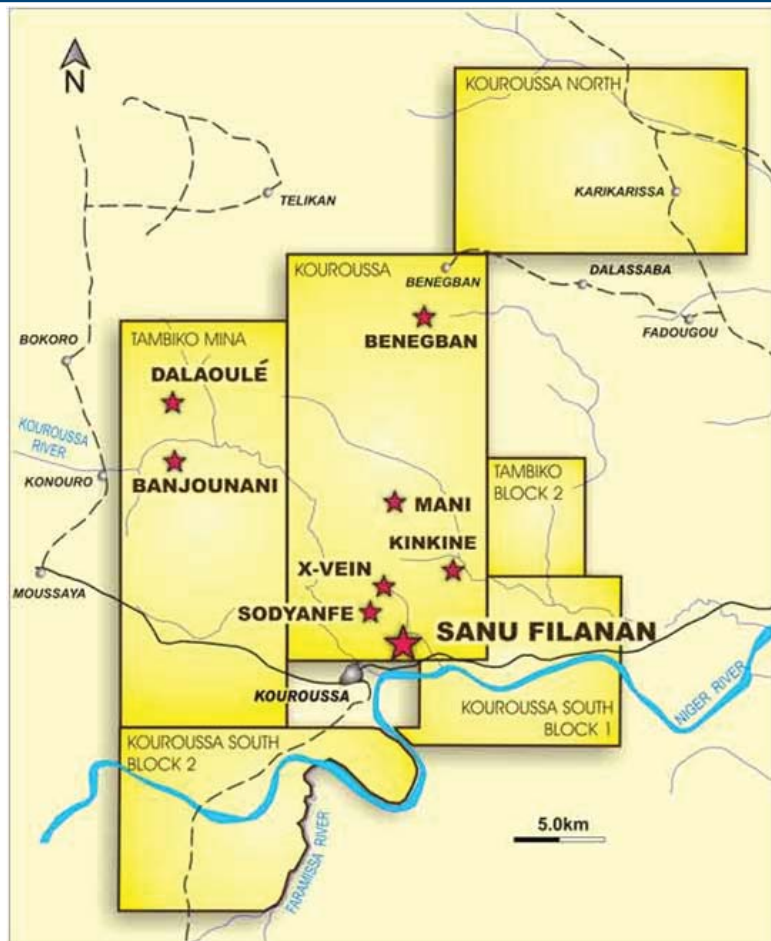 N
KOUROUSSA NORTH
KARIKARISSA
TELIKAN
KOUROUSSA
BENEGBAN
DALASSABA
FADOUGOU
BENEGBAN
BOKORO
TAMBIKO MINA
DALAOULÉ
KOUROUSSA
RIVER
KONOURO
BANJOUNANI
TAMBIKO
BLOCK 2
MANI
KINKINE
X-VEIN
MOUSSAYA
SODYANFE
SANU FILANAN
KOUROUSSA
NIGER RIVER
KOUROUSSA SOUTH
BLOCK 1
KOUROUSSA SOUTH
BLOCK 2
FARAMISSA RIVER
5.0km